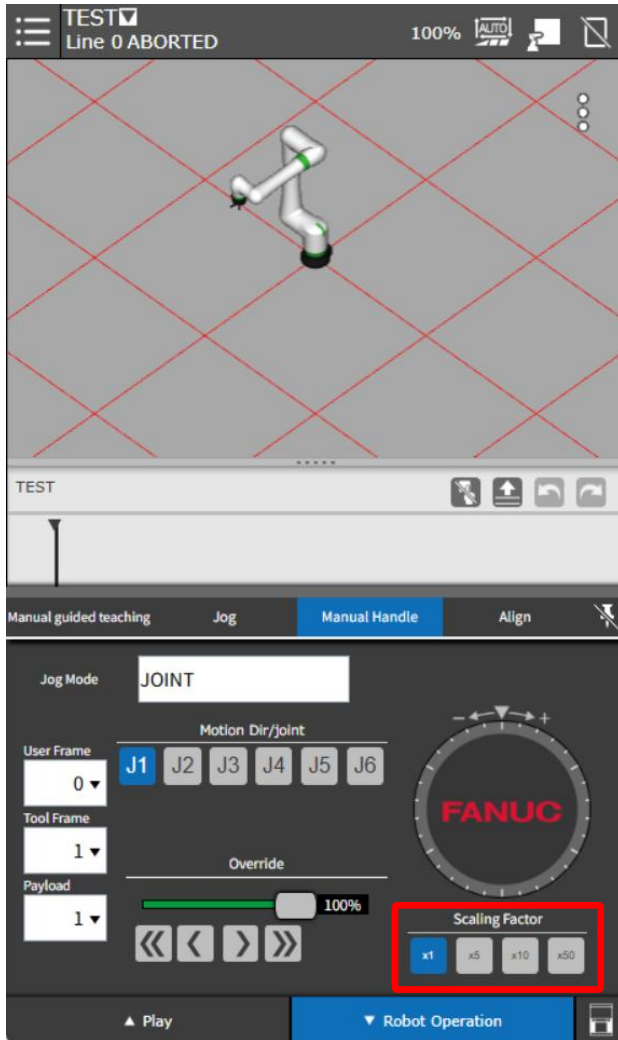 TEST
Line 0 ABORTED
100%
AUTO
TEST
Manual guided teaching
Jog
Manual Handle
Align
Jog Mode
JOINT
Motion Dir/joint
User Frame
J1 J2 J3 J4 J5 J6
0
Tool Frame
1
Override
Payload
1
100%
- +
FANUC
Scaling Factor
x1 x5 x10 x50
Play
Robot Operation